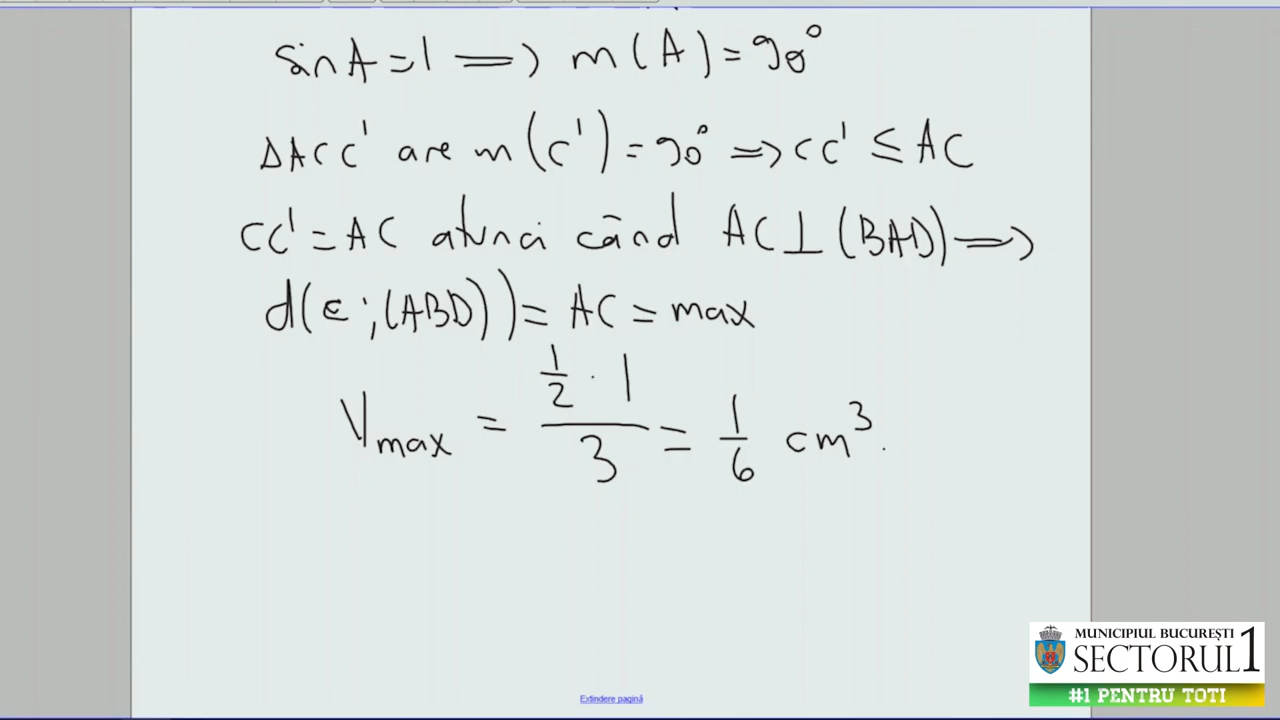 sin A = 1 ⟹ m(A) = 90°
ΔACC' are m(C') = 90° ⟹ CC' ≤ AC
CC' = AC atunci când AC ⊥ (BAD) ⟹
d(C; (ABD)) = AC = max
V_max = (1/2 · 1)/3 = 1/6 cm³.
MUNICIPIUL BUCUREȘTI
SECTORUL 1
#1 PENTRU TOTI
Extindere pagină